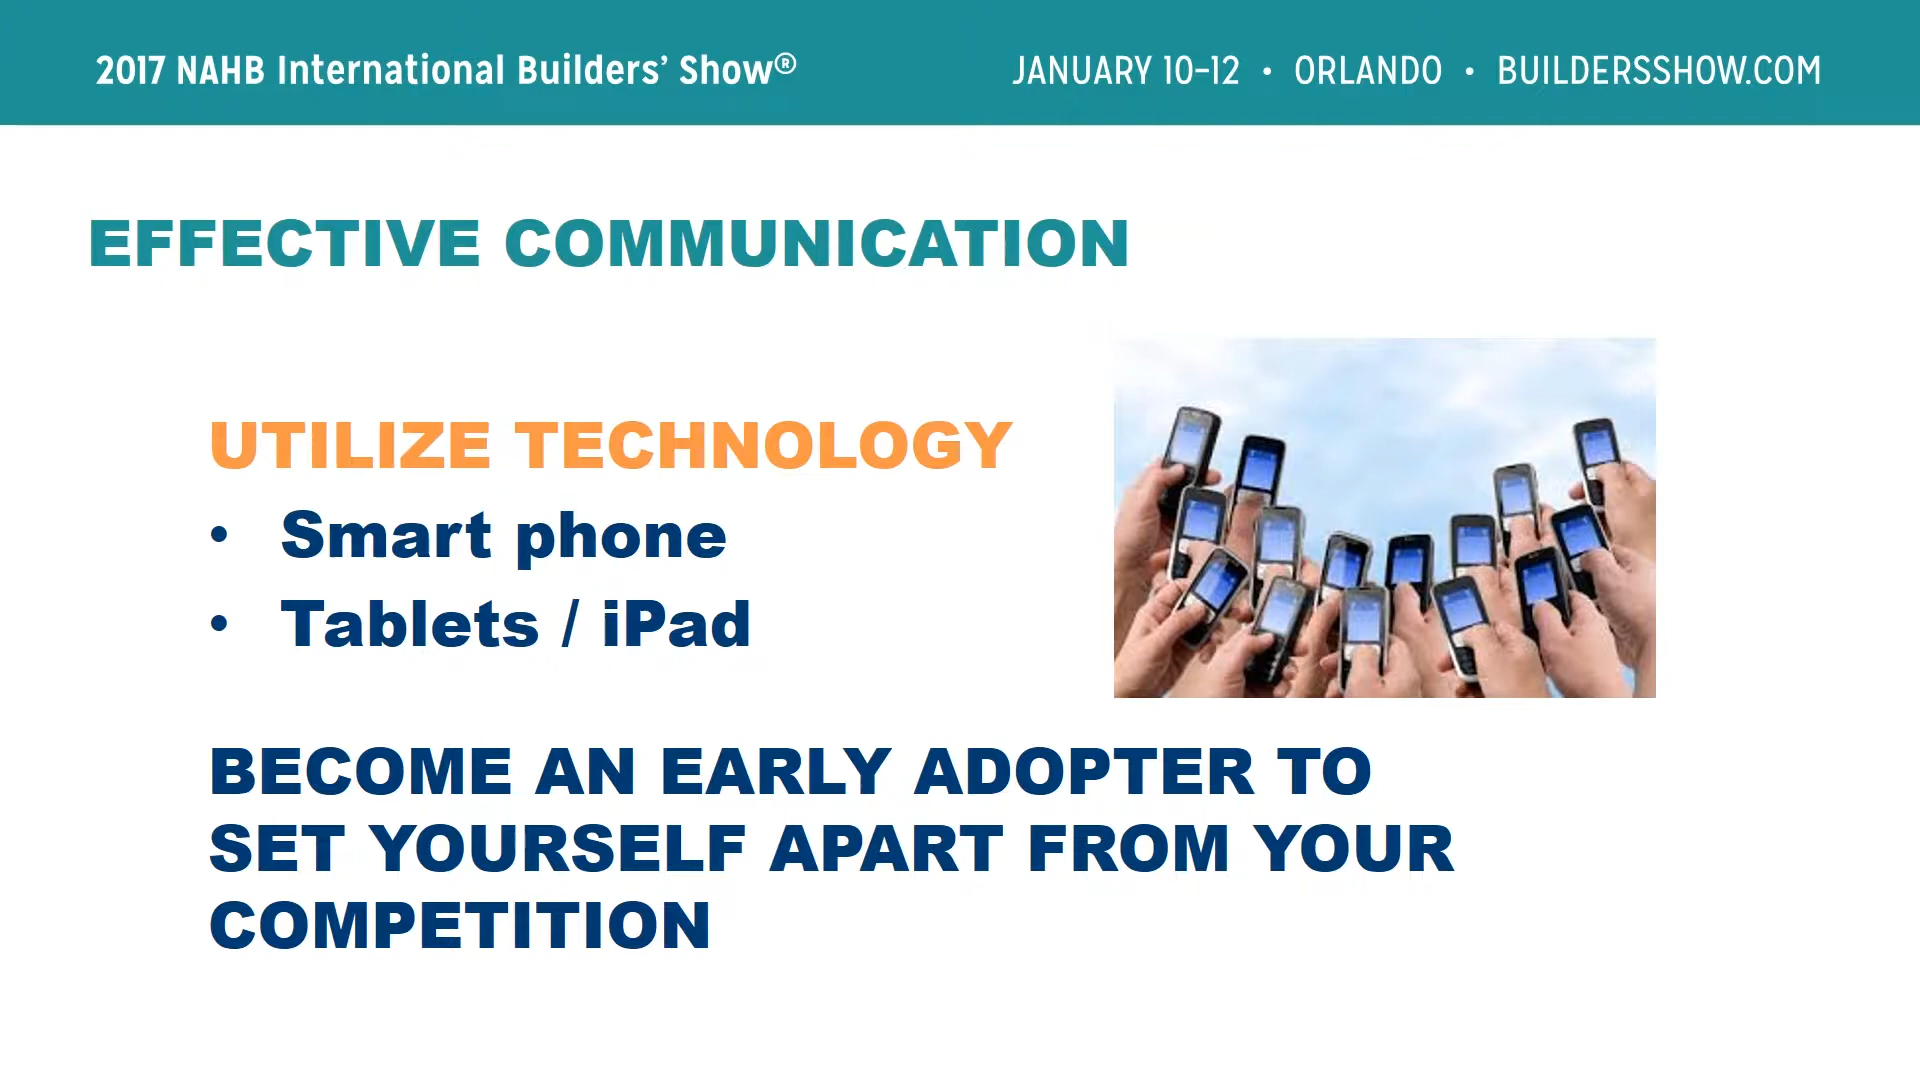 2017 NAHB International Builders’ Show®
JANUARY 10–12 • ORLANDO • BUILDERSSHOW.COM
EFFECTIVE COMMUNICATION
UTILIZE TECHNOLOGY
• Smart phone
• Tablets / iPad
BECOME AN EARLY ADOPTER TO
SET YOURSELF APART FROM YOUR
COMPETITION